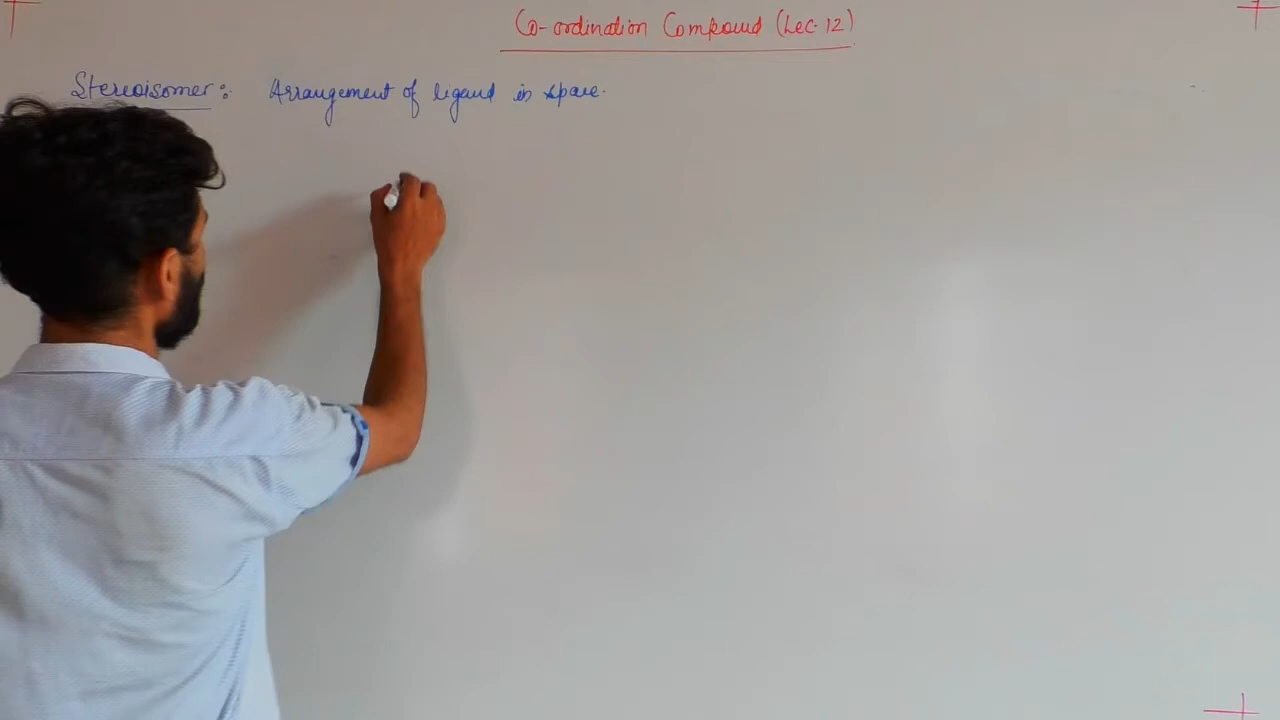 Co-ordination Compound (Lec-12)
Stereoisomer: Arrangement of ligand in space.